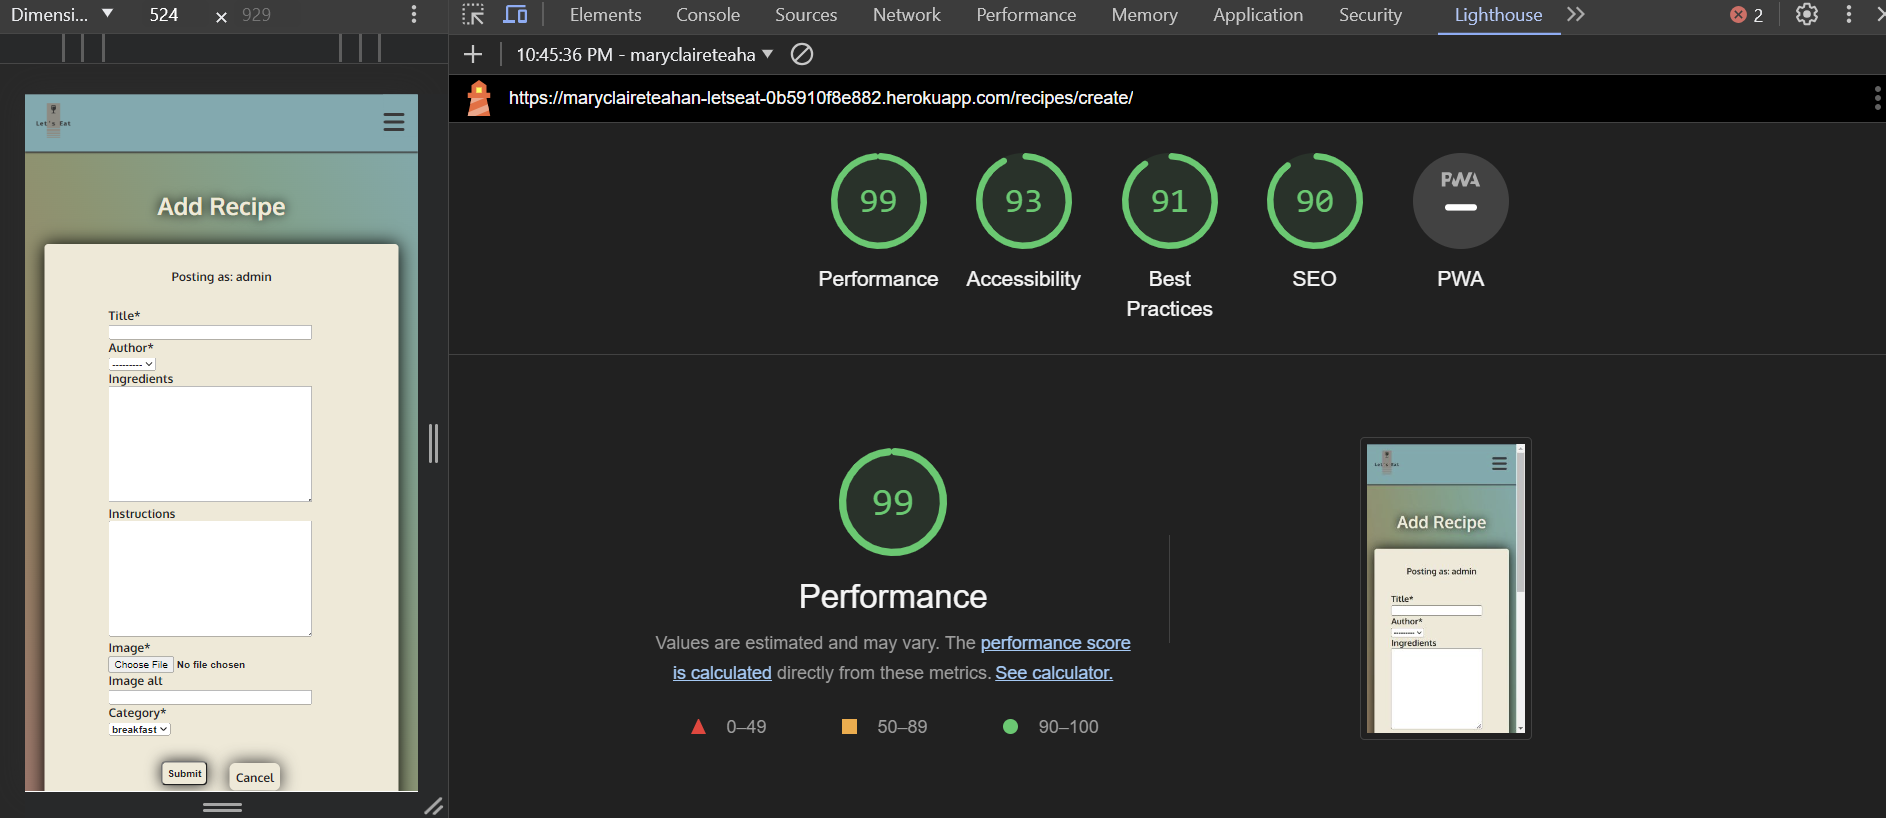 Dimensi... ▼ 524 × 929
Elements Console Sources Network Performance Memory Application Security Lighthouse 2
10:45:36 PM - maryclaireteaha ▼
https://maryclaireteahan-letseat-0b5910f8e882.herokuapp.com/recipes/create/
Let's Eat
Add Recipe
Posting as: admin
Title*
Author*
---------
Ingredients
Instructions
Image*
Choose File No file chosen
Image alt
Category*
breakfast
Submit Cancel
99 93 91 90 PWA
Performance Accessibility Best SEO PWA
Practices
99
Performance
Values are estimated and may vary. The performance score
is calculated directly from these metrics. See calculator.
0–49 50–89 90–100
Let's Eat
Add Recipe
Posting as: admin
Title*
Author*
---------
Ingredients